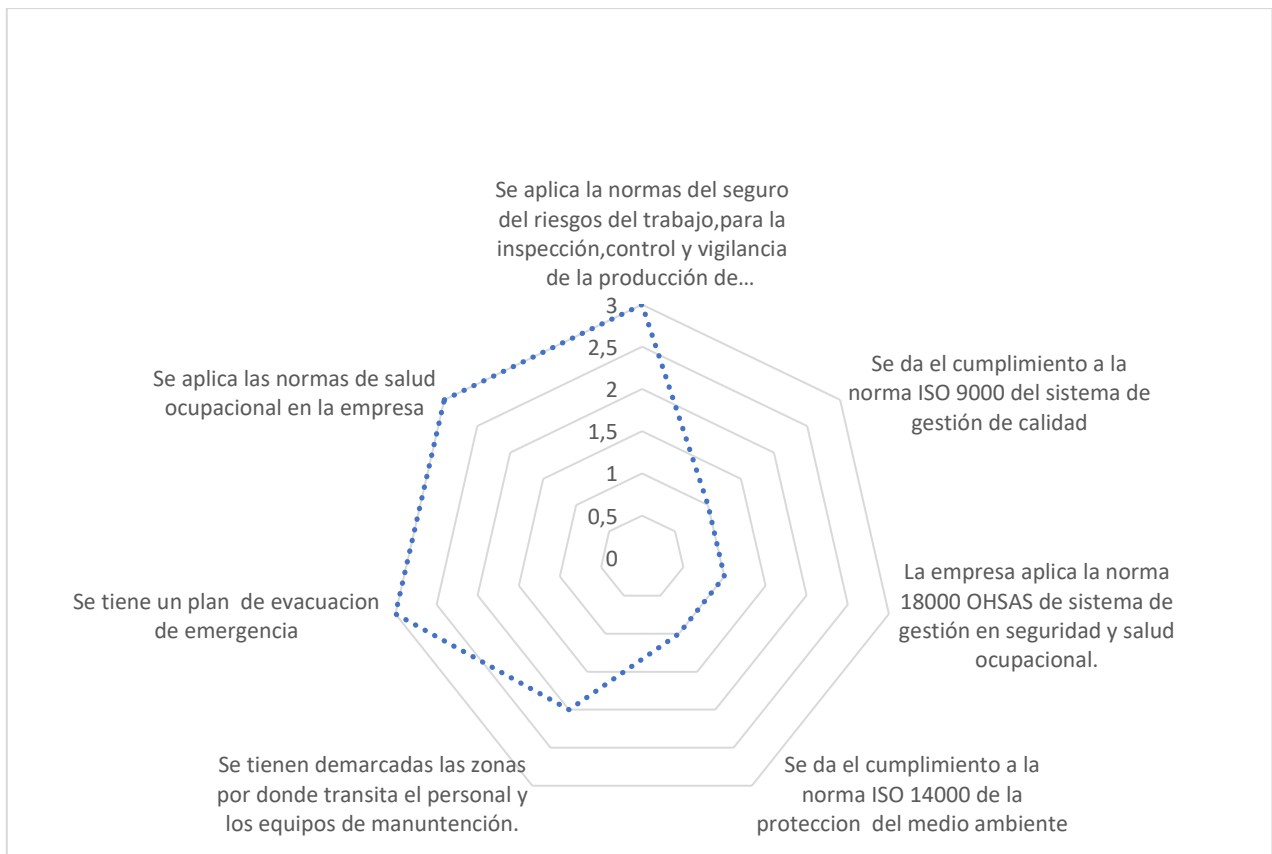 Se aplica la normas del seguro
del riesgos del trabajo,para la
inspección,control y vigilancia
de la producción de...
3
2,5
2
1,5
1
0,5
0
Se da el cumplimiento a la
norma ISO 9000 del sistema de
gestión de calidad
La empresa aplica la norma
18000 OHSAS de sistema de
gestión en seguridad y salud
ocupacional.
Se da el cumplimiento a la
norma ISO 14000 de la
proteccion  del medio ambiente
Se tienen demarcadas las zonas
por donde transita el personal y
los equipos de manuntención.
Se tiene un plan  de evacuacion
de emergencia
Se aplica las normas de salud
ocupacional en la empresa